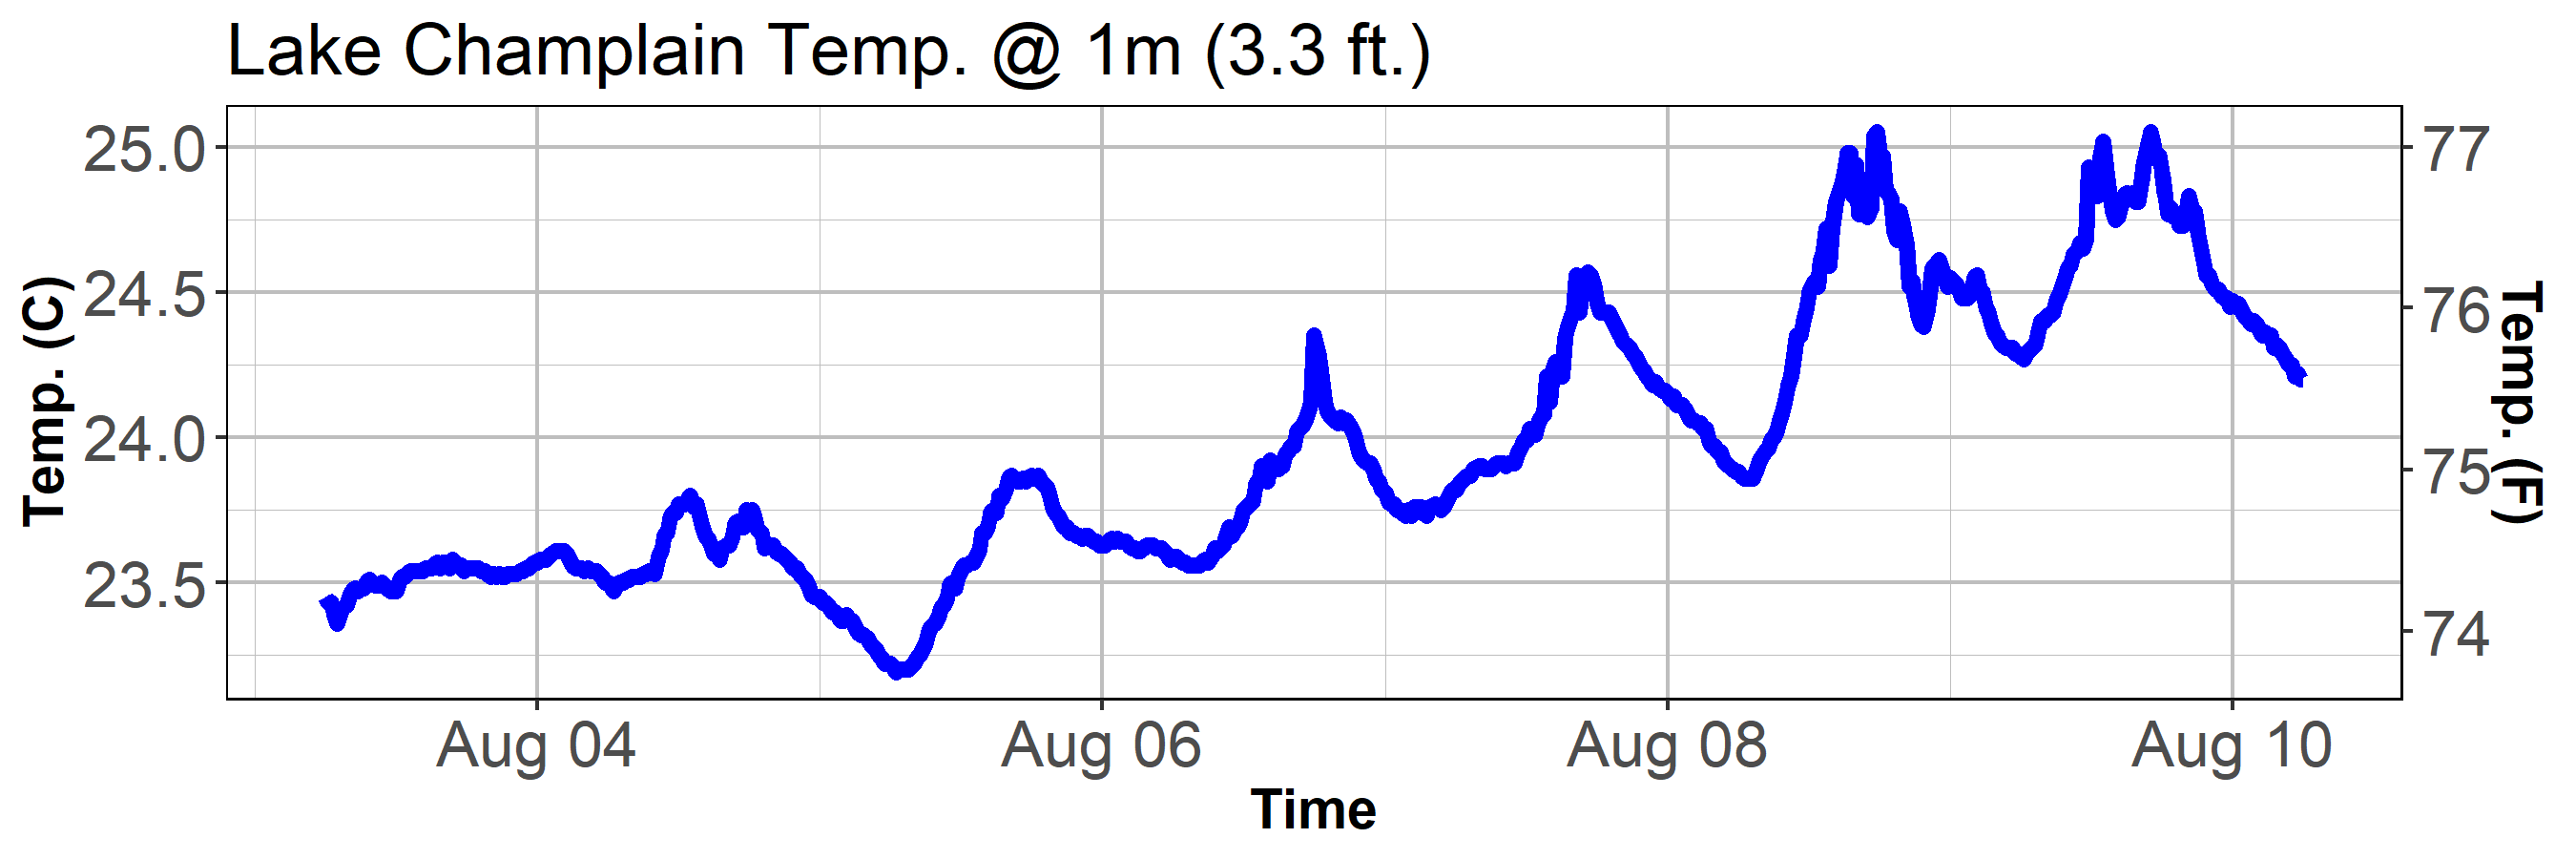 Lake Champlain Temp. @ 1m (3.3 ft.)
25.0
24.5
24.0
23.5
Temp. (C)
77
76
75
74
Temp. (F)
Aug 04 Aug 06 Aug 08 Aug 10
Time